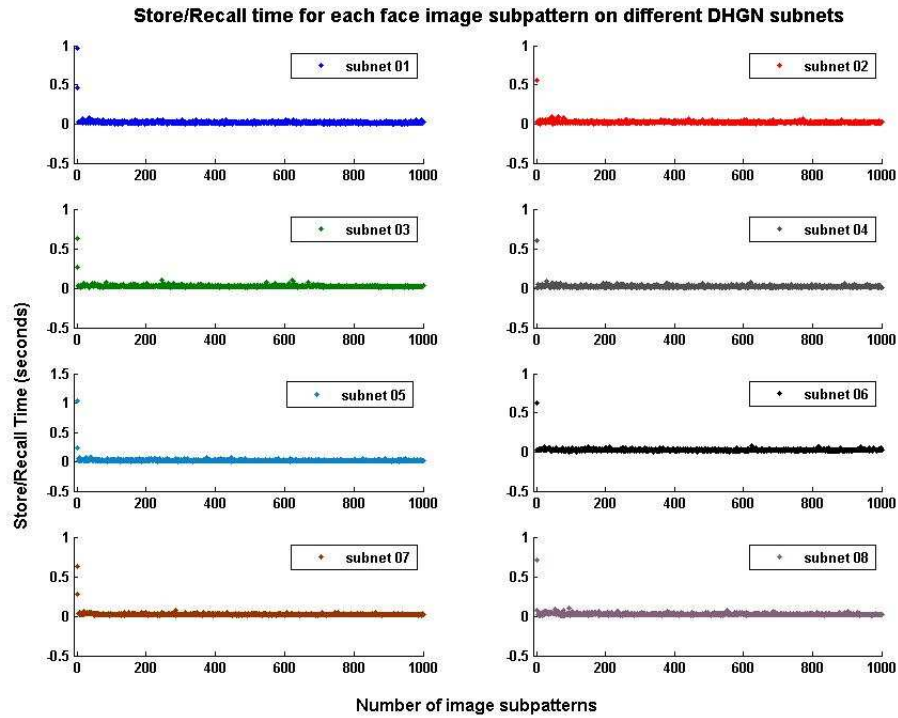 Store/Recall time for each face image subpattern on different DHGN subnets
1
0.5
0
-0.5
0 200 400 600 800 1000
subnet 01
1
0.5
0
-0.5
0 200 400 600 800 1000
subnet 02
1
0.5
0
-0.5
0 200 400 600 800 1000
subnet 03
1
0.5
0
-0.5
0 200 400 600 800 1000
subnet 04
Store/Recall Time (seconds)
1.5
1
0.5
0
-0.5
0 200 400 600 800 1000
subnet 05
1
0.5
0
-0.5
0 200 400 600 800 1000
subnet 06
1
0.5
0
-0.5
0 200 400 600 800 1000
subnet 07
1
0.5
0
-0.5
0 200 400 600 800 1000
subnet 08
Number of image subpatterns